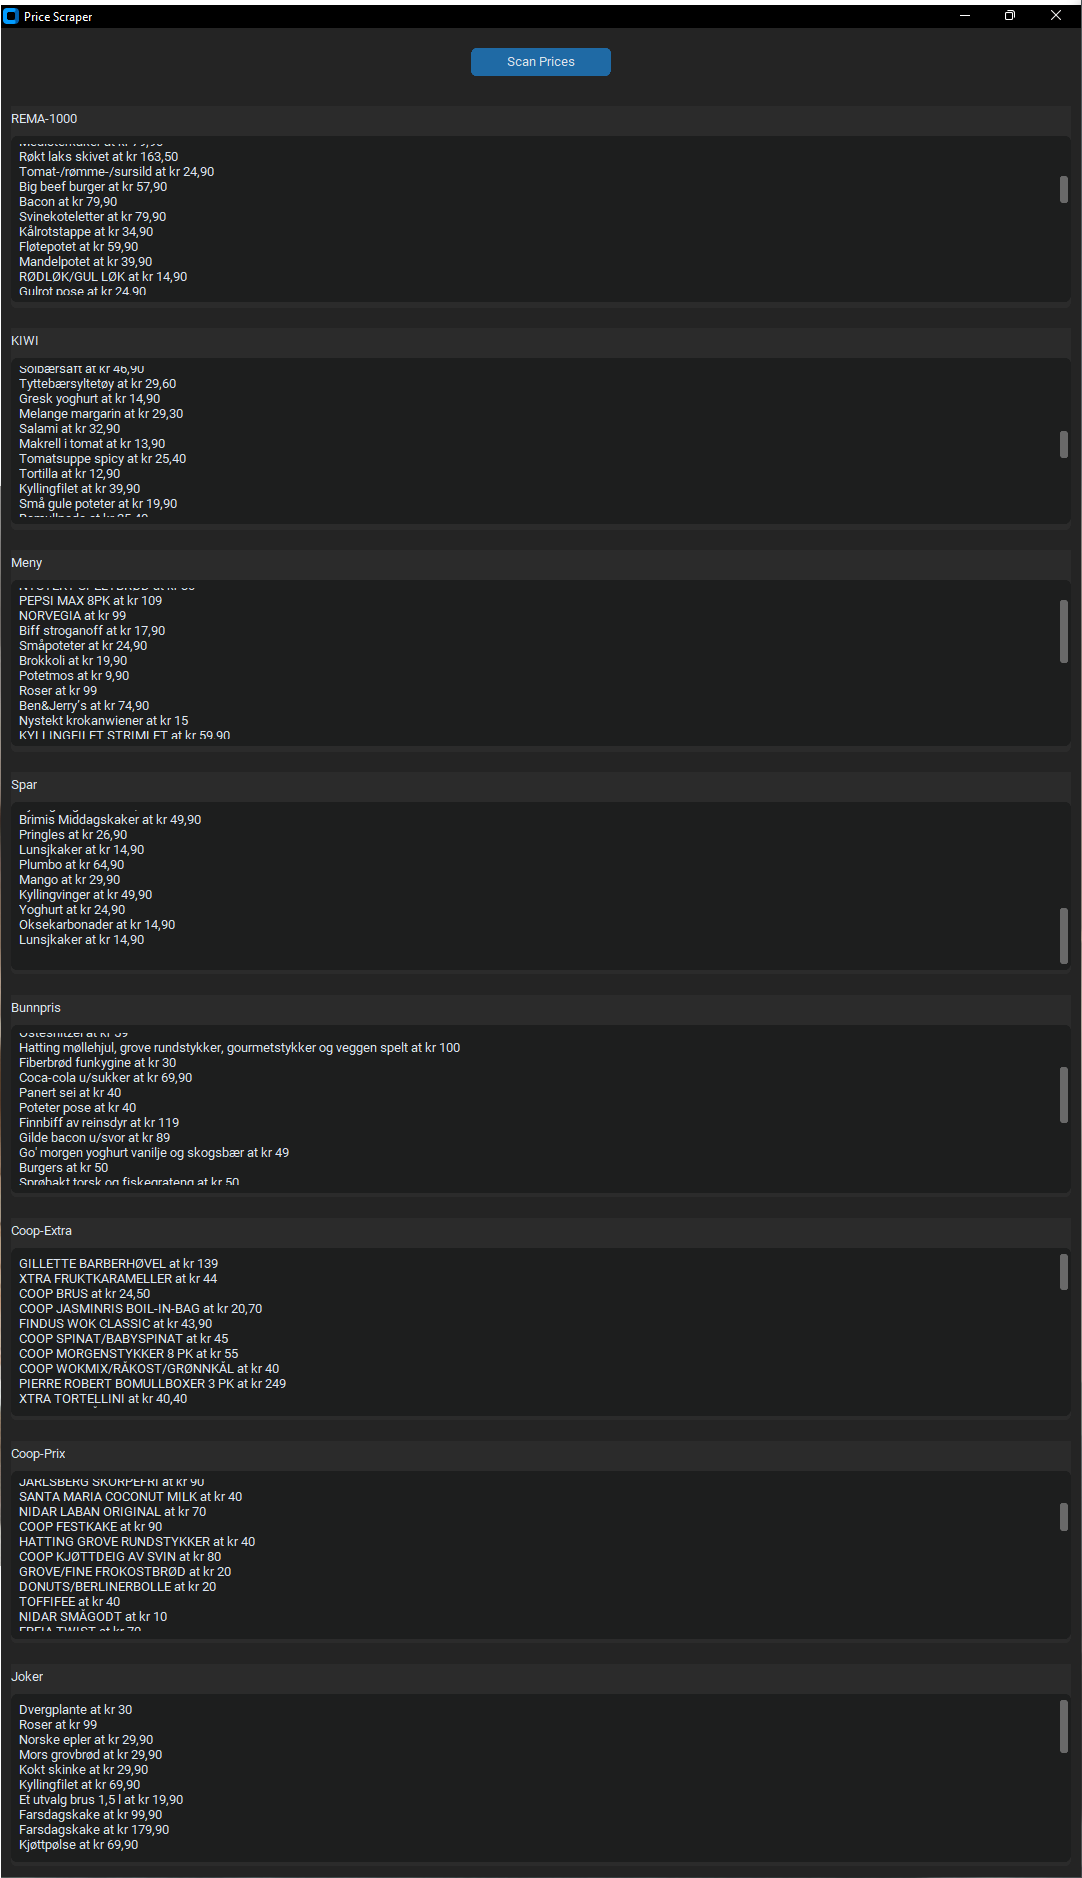 Price Scraper
Scan Prices
REMA-1000
Medisterkaker at kr 79,90
Røkt laks skivet at kr 163,50
Tomat-/rømme-/sursild at kr 24,90
Big beef burger at kr 57,90
Bacon at kr 79,90
Svinekoteletter at kr 79,90
Kålrotstappe at kr 34,90
Fløtepotet at kr 59,90
Mandelpotet at kr 39,90
RØDLØK/GUL LØK at kr 14,90
Gulrot pose at kr 24,90
KIWI
Solbærsaft at kr 46,90
Tyttebærsyltetøy at kr 29,60
Gresk yoghurt at kr 14,90
Melange margarin at kr 29,30
Salami at kr 32,90
Makrell i tomat at kr 13,90
Tomatsuppe spicy at kr 25,40
Tortilla at kr 12,90
Kyllingfilet at kr 39,90
Små gule poteter at kr 19,90
at kr
Meny
at kr
PEPSI MAX 8PK at kr 109
NORVEGIA at kr 99
Biff stroganoff at kr 17,90
Småpoteter at kr 24,90
Brokkoli at kr 19,90
Potetmos at kr 9,90
Roser at kr 99
Ben&Jerry's at kr 74,90
Nystekt krokanwiener at kr 15
KYLLINGFILET STRIMLET at kr 59,90
Spar
Brimis Middagskaker at kr 49,90
Pringles at kr 26,90
Lunsjkaker at kr 14,90
Plumbo at kr 64,90
Mango at kr 29,90
Kyllingvinger at kr 49,90
Yoghurt at kr 24,90
Oksekarbonader at kr 14,90
Lunsjkaker at kr 14,90
Bunnpris
at kr
Hatting møllehjul, grove rundstykker, gourmetstykker og veggen spelt at kr 100
Fiberbrød funkygine at kr 30
Coca-cola u/sukker at kr 69,90
Panert sei at kr 40
Poteter pose at kr 40
Finnbiff av reinsdyr at kr 119
Gilde bacon u/svor at kr 89
Go' morgen yoghurt vanilje og skogsbær at kr 49
Burgers at kr 50
Sprøbakt torsk og fiskegrateng at kr 50
Coop-Extra
GILLETTE BARBERHØVEL at kr 139
XTRA FRUKTKARAMELLER at kr 44
COOP BRUS at kr 24,50
COOP JASMINRIS BOIL-IN-BAG at kr 20,70
FINDUS WOK CLASSIC at kr 43,90
COOP SPINAT/BABYSPINAT at kr 45
COOP MORGENSTYKKER 8 PK at kr 55
COOP WOKMIX/RÅKOST/GRØNNKÅL at kr 40
PIERRE ROBERT BOMULLBOXER 3 PK at kr 249
XTRA TORTELLINI at kr 40,40
Coop-Prix
JARLSBERG SKORPEFRI at kr 90
SANTA MARIA COCONUT MILK at kr 40
NIDAR LABAN ORIGINAL at kr 70
COOP FESTKAKE at kr 90
HATTING GROVE RUNDSTYKKER at kr 40
COOP KJØTTDEIG AV SVIN at kr 80
GROVE/FINE FROKOSTBRØD at kr 20
DONUTS/BERLINERBOLLE at kr 20
TOFFIFEE at kr 40
NIDAR SMÅGODT at kr 10
FREIA TWIST at kr 70
Joker
Dvergplante at kr 30
Roser at kr 99
Norske epler at kr 29,90
Mors grovbrød at kr 29,90
Kokt skinke at kr 29,90
Kyllingfilet at kr 69,90
Et utvalg brus 1,5 l at kr 19,90
Farsdagskake at kr 99,90
Farsdagskake at kr 179,90
Kjøttpølse at kr 69,90